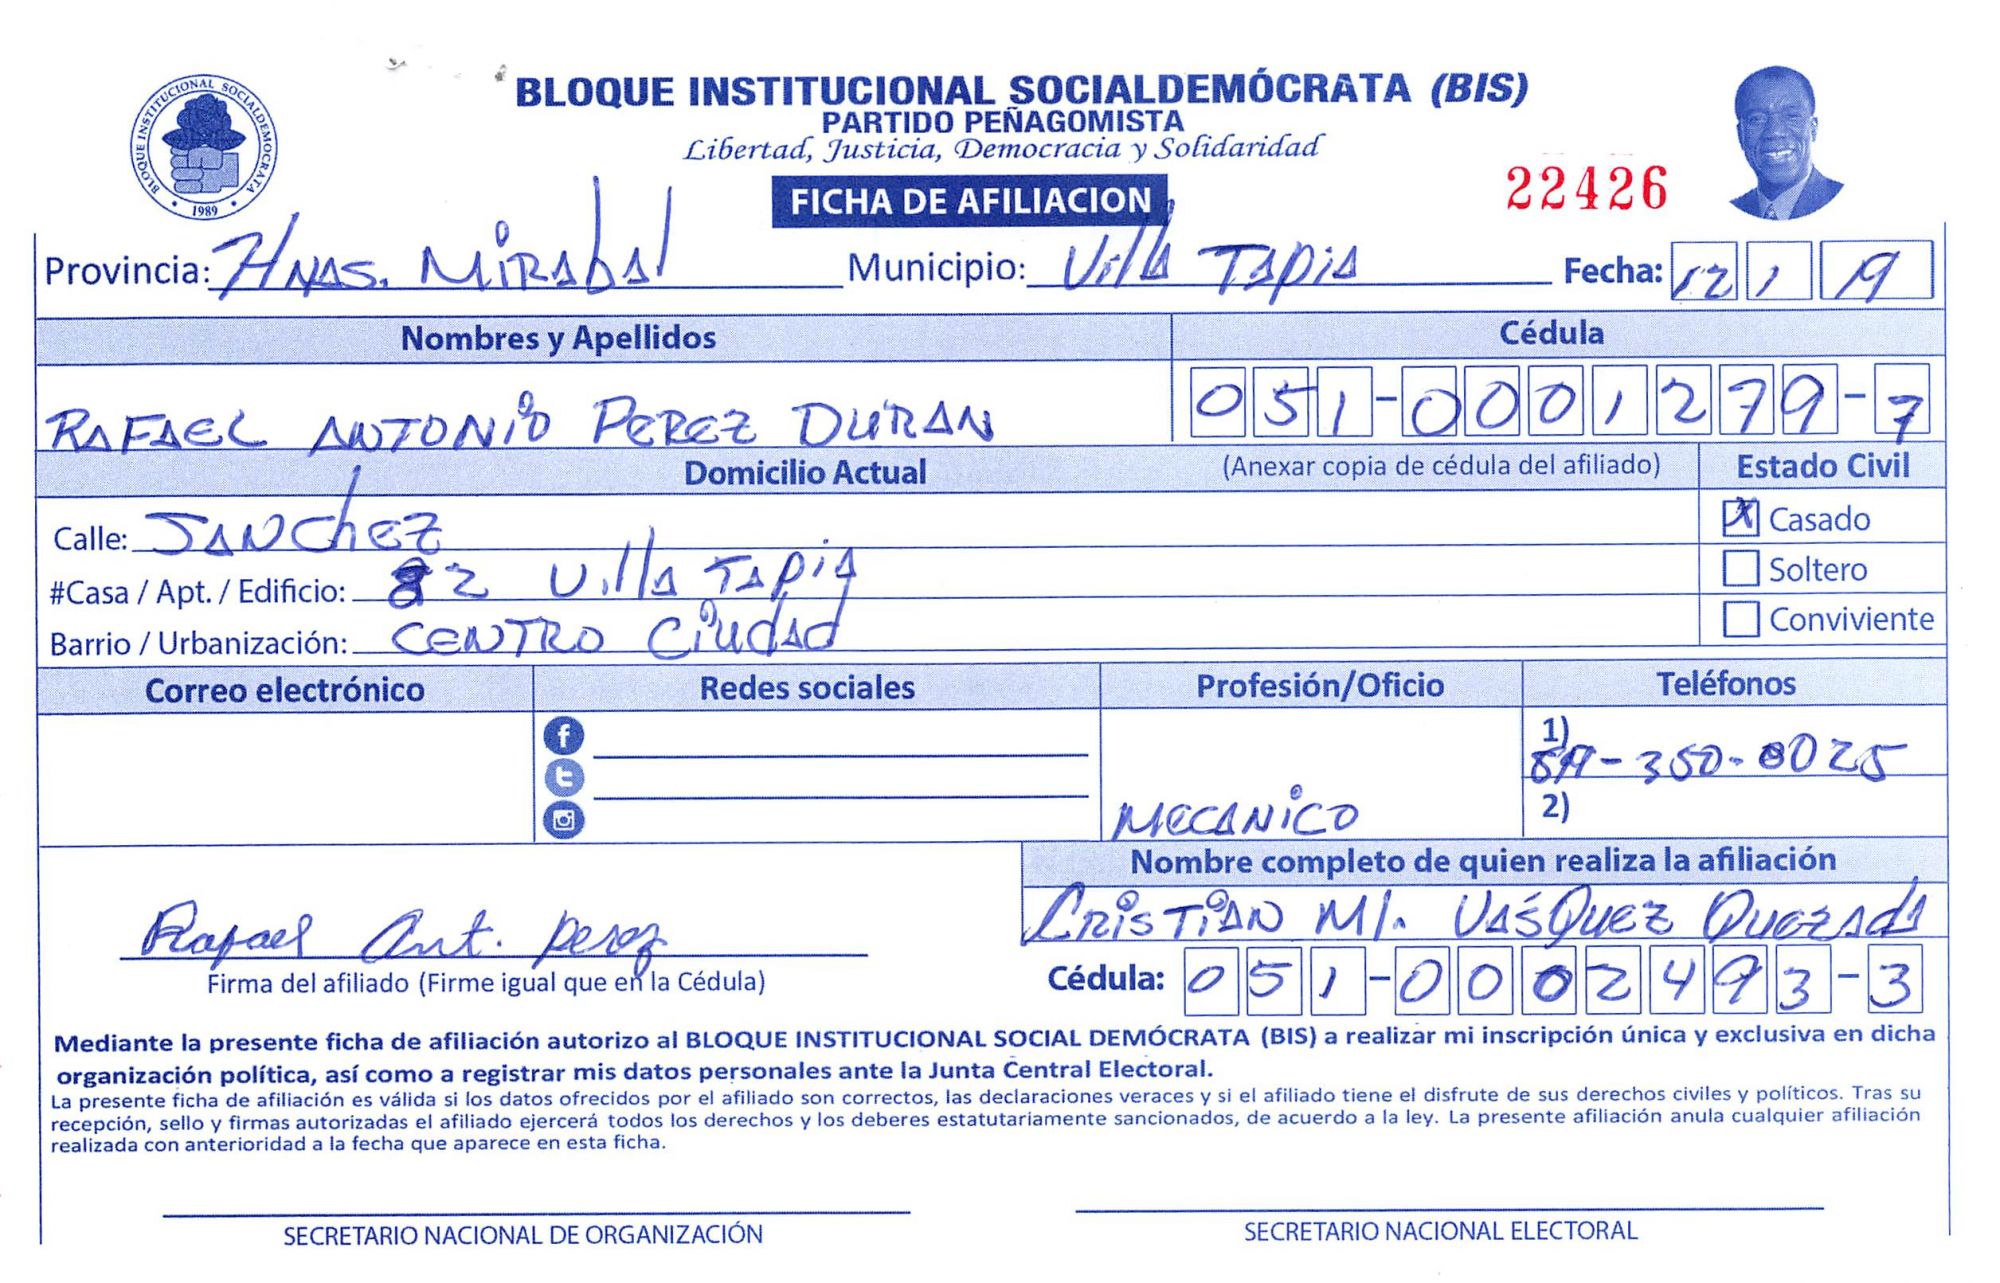 BLOQUE INSTITUCIONAL SOCIALDEMOCRATA
1989
BLOQUE INSTITUCIONAL SOCIALDEMÓCRATA (BIS)
PARTIDO PEÑAGOMISTA
Libertad, Justicia, Democracia y Solidaridad
FICHA DE AFILIACION
22426
Provincia: HNAS. MIRABAL Municipio: Villa TAPIA Fecha: 12 1 19
Nombres y Apellidos Cédula
RAFAEL ANTONIO PEREZ DURAN 051-0001279-7
Domicilio Actual (Anexar copia de cédula del afiliado) Estado Civil
Calle: SANCHEZ X Casado
#Casa / Apt. / Edificio: 82 Villa TAPIA Soltero
Barrio / Urbanización: CENTRO Ciudad Conviviente
Correo electrónico Redes sociales Profesión/Oficio Teléfonos
1) 819-350-0025
MECANICO 2)
Nombre completo de quien realiza la afiliación
CRISTIAN Ml. VASQUEZ QUEZADA
Rafael Ant. Perez
Firma del afiliado (Firme igual que en la Cédula) Cédula: 051-0002493-3
Mediante la presente ficha de afiliación autorizo al BLOQUE INSTITUCIONAL SOCIAL DEMÓCRATA (BIS) a realizar mi inscripción única y exclusiva en dicha
organización política, así como a registrar mis datos personales ante la Junta Central Electoral.
La presente ficha de afiliación es válida si los datos ofrecidos por el afiliado son correctos, las declaraciones veraces y si el afiliado tiene el disfrute de sus derechos civiles y políticos. Tras su
recepción, sello y firmas autorizadas el afiliado ejercerá todos los derechos y los deberes estatutariamente sancionados, de acuerdo a la ley. La presente afiliación anula cualquier afiliación
realizada con anterioridad a la fecha que aparece en esta ficha.
SECRETARIO NACIONAL DE ORGANIZACIÓN SECRETARIO NACIONAL ELECTORAL